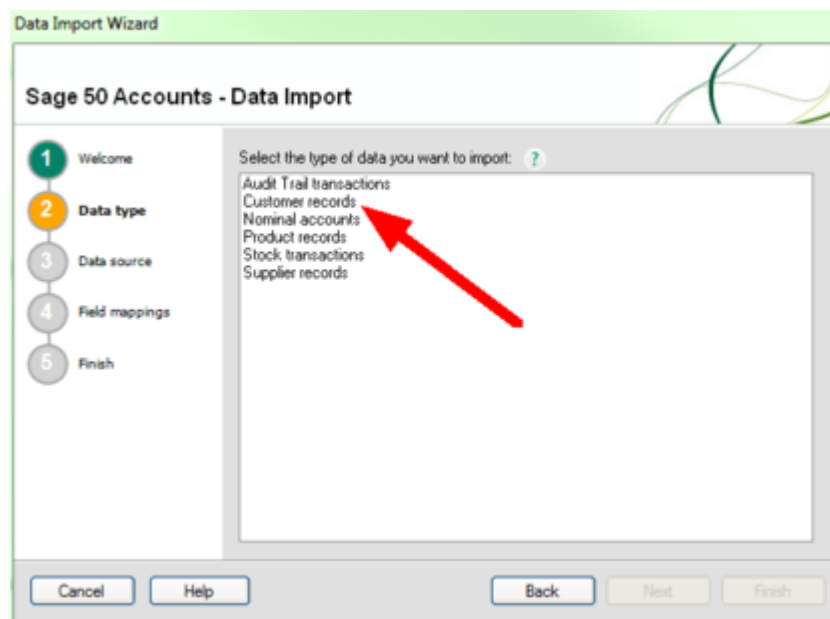 Data Import Wizard
Sage 50 Accounts - Data Import
1 Welcome
2 Data type
3 Data source
4 Field mappings
5 Finish
Select the type of data you want to import: ?
Audit Trail transactions
Customer records
Nominal accounts
Product records
Stock transactions
Supplier records
Cancel Help Back Next Finish